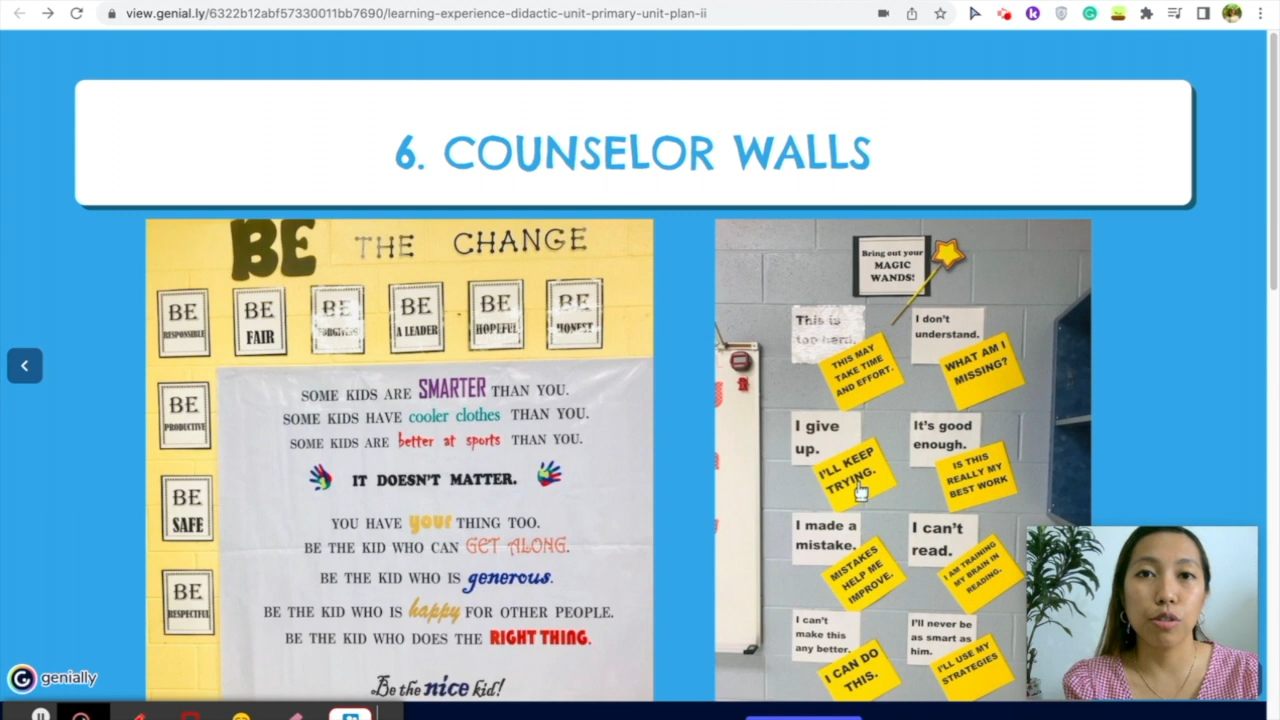 view.genial.ly/6322b12abf57330011bb7690/learning-experience-didactic-unit-primary-unit-plan-ii
6. COUNSELOR WALLS
BE THE CHANGE
BE RESPONSIBLE
BE FAIR
BE FORGIVING
BE A LEADER
BE HOPEFUL
BE HONEST
BE PRODUCTIVE
BE SAFE
BE RESPECTFUL
SOME KIDS ARE SMARTER THAN YOU.
SOME KIDS HAVE cooler clothes THAN YOU.
SOME KIDS ARE better at sports THAN YOU.
IT DOESN'T MATTER.
YOU HAVE your THING TOO.
BE THE KID WHO CAN GET ALONG.
BE THE KID WHO IS generous.
BE THE KID WHO IS happy FOR OTHER PEOPLE.
BE THE KID WHO DOES THE RIGHT THING.
Be the nice kid!
Bring out your
MAGIC
WANDS!
This is
too hard.
THIS MAY
TAKE TIME
AND EFFORT.
I don't
understand.
WHAT AM I
MISSING?
I give
up.
I'LL KEEP
TRYING.
It's good
enough.
IS THIS
REALLY MY
BEST WORK
I made a
mistake.
MISTAKES
HELP ME
IMPROVE.
I can't
read.
I AM TRAINING
MY BRAIN IN
READING.
I can't
make this
any better.
I CAN DO
THIS.
I'll never be
as smart as
him.
I'LL USE MY
STRATEGIES
genially